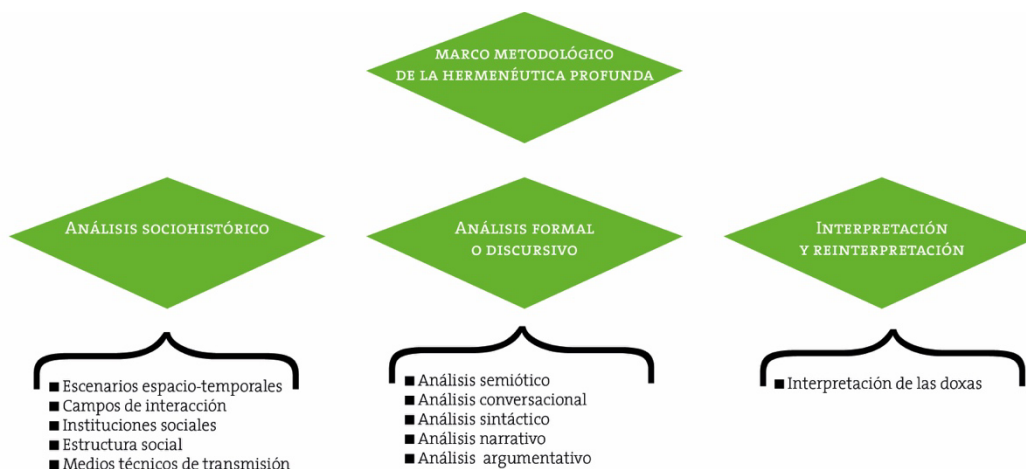 MARCO METODOLÓGICO
DE LA HERMENÉUTICA PROFUNDA
ANÁLISIS SOCIOHISTÓRICO
ANÁLISIS FORMAL
O DISCURSIVO
INTERPRETACIÓN
Y REINTERPRETACIÓN
■ Escenarios espacio-temporales
■ Campos de interacción
■ Instituciones sociales
■ Estructura social
■ Medios técnicos de transmisión
■ Análisis semiótico
■ Análisis conversacional
■ Análisis sintáctico
■ Análisis narrativo
■ Análisis argumentativo
■ Interpretación de las doxas